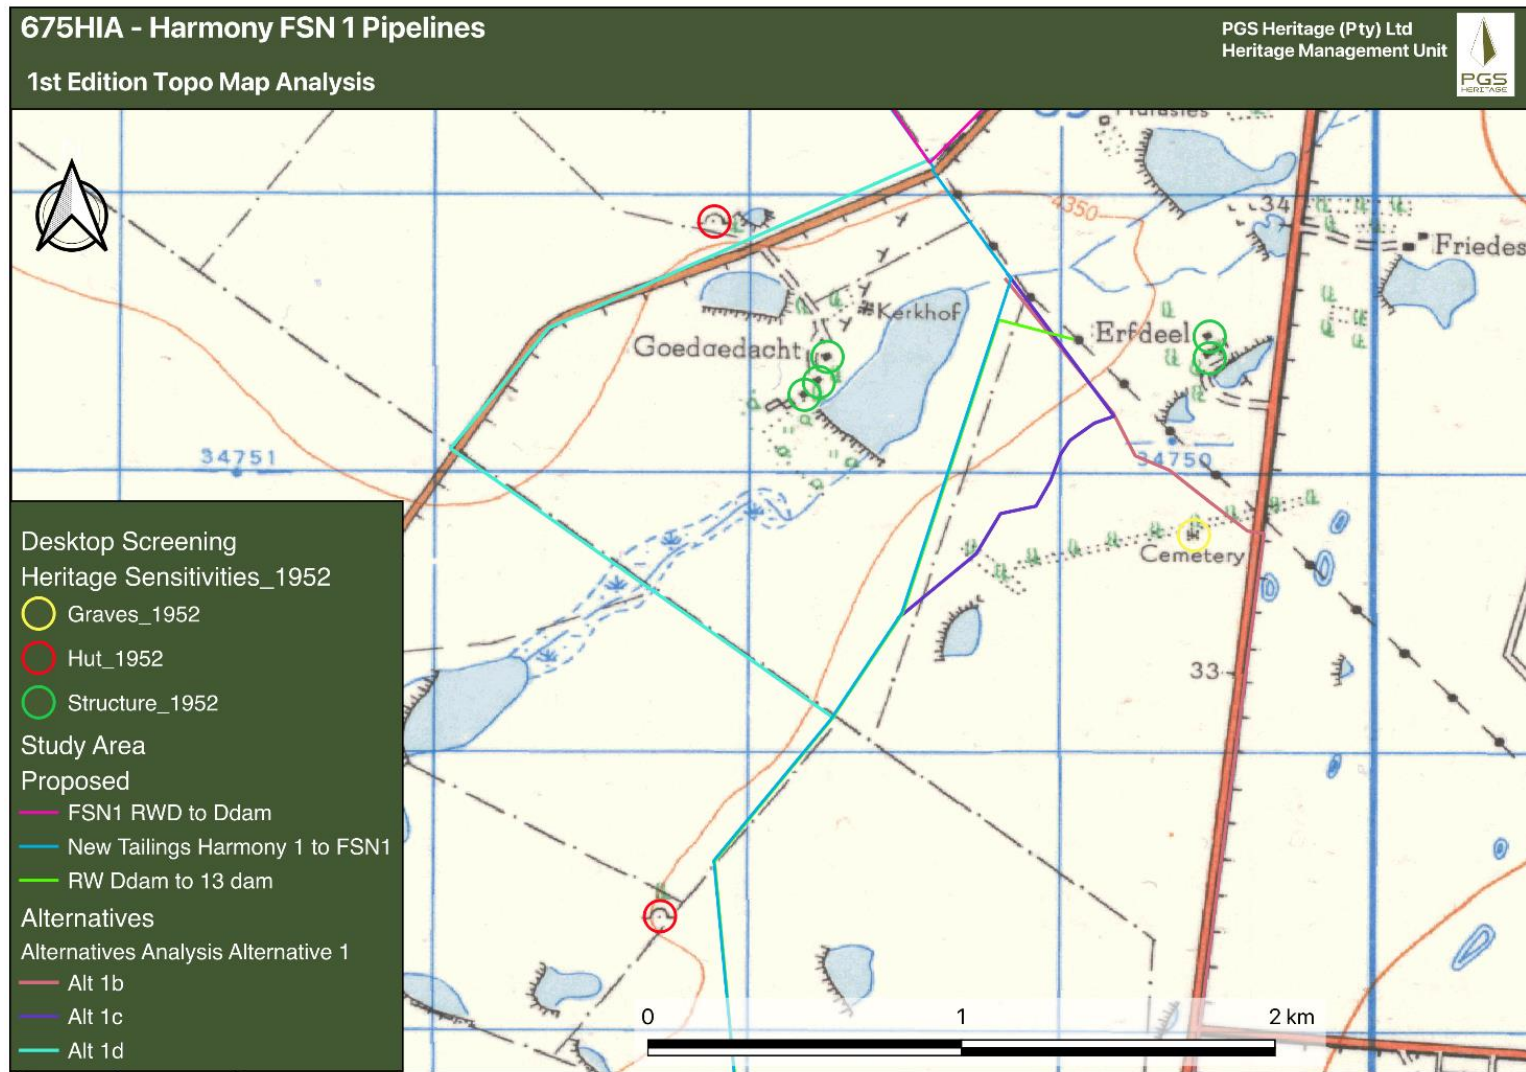 675HIA - Harmony FSN 1 Pipelines
1st Edition Topo Map Analysis
PGS Heritage (Pty) Ltd
Heritage Management Unit
PGS
HERITAGE
4350
34
Friedes
Kerkhof
Goedgedacht
Erfdeel
34751
34750
Cemetery
33
Desktop Screening
Heritage Sensitivities_1952
Graves_1952
Hut_1952
Structure_1952
Study Area
Proposed
FSN1 RWD to Ddam
New Tailings Harmony 1 to FSN1
RW Ddam to 13 dam
Alternatives
Alternatives Analysis Alternative 1
Alt 1b
Alt 1c
Alt 1d
0 1 2 km